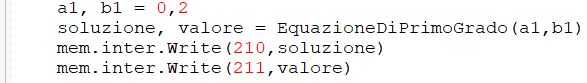 a1, b1 = 0,2
soluzione, valore = EquazioneDiPrimoGrado(a1,b1)
mem.inter.Write(210,soluzione)
mem.inter.Write(211,valore)